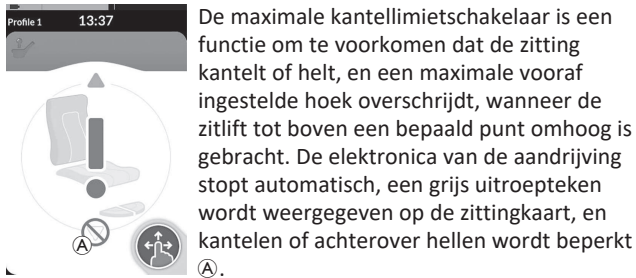 Profile 1 13:37
A
De maximale kantellimietschakelaar is een
functie om te voorkomen dat de zitting
kantelt of helt, en een maximale vooraf
ingestelde hoek overschrijdt, wanneer de
zitlift tot boven een bepaald punt omhoog is
gebracht. De elektronica van de aandrijving
stopt automatisch, een grijs uitroepteken
wordt weergegeven op de zittingkaart, en
kantelen of achterover hellen wordt beperkt
Ⓐ.